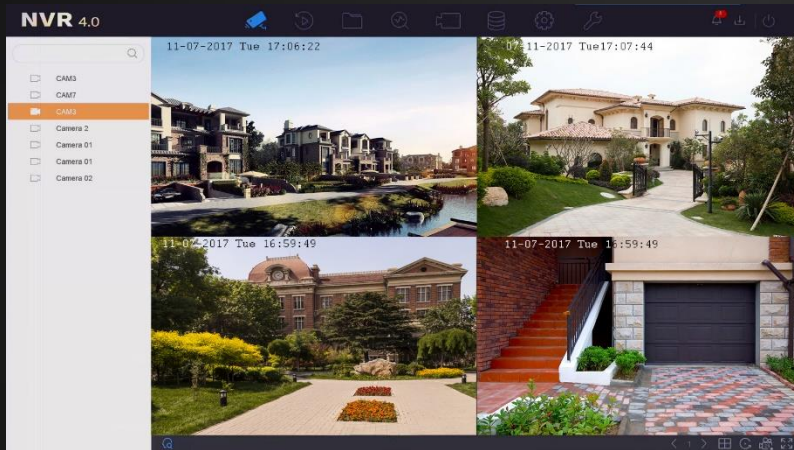 NVR 4.0
CAM3
CAM7
CAM3
Camera 2
Camera 01
Camera 01
Camera 02
11-07-2017 Tue 17:06:22
11-2017 Tue17:07:44
11-07-2017 Tue 16:59:49
11-07-2017 Tue 16:59:49
1